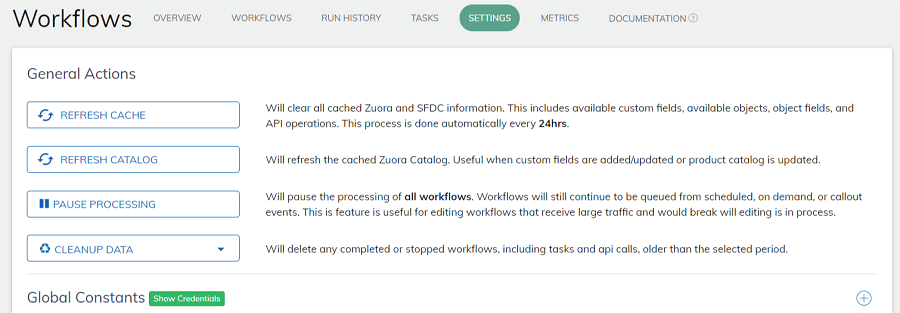 Workflows OVERVIEW WORKFLOWS RUN HISTORY TASKS SETTINGS METRICS DOCUMENTATION
General Actions
REFRESH CACHE
Will clear all cached Zuora and SFDC information. This includes available custom fields, available objects, object fields, and
API operations. This process is done automatically every 24hrs.
REFRESH CATALOG
Will refresh the cached Zuora Catalog. Useful when custom fields are added/updated or product catalog is updated.
PAUSE PROCESSING
Will pause the processing of all workflows. Workflows will still continue to be queued from scheduled, on demand, or callout
events. This is feature is useful for editing workflows that receive large traffic and would break will editing is in process.
CLEANUP DATA
Will delete any completed or stopped workflows, including tasks and api calls, older than the selected period.
Global Constants Show Credentials